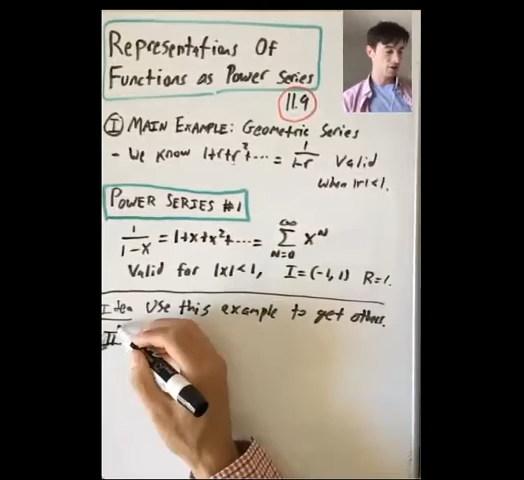 Representations Of
Functions as Power Series
11.9
I MAIN EXAMPLE: Geometric Series
- We know 1+r+r²+... = 1/1-r Valid
when |r|<1.
POWER SERIES #1
1/1-x = 1+x+x²+... = ∞ Σ N=0 x^N
Valid for |x|<1, I=(-1,1) R=1.
Idea Use this example to get others.
II